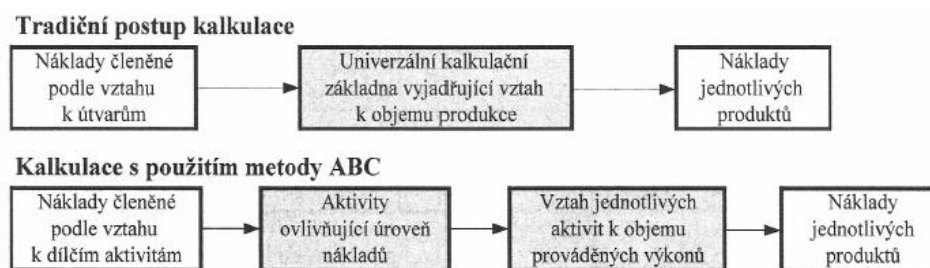 Tradiční postup kalkulace
Náklady členěné
podle vztahu
k útvarům
Univerzální kalkulační
základna vyjadřující vztah
k objemu produkce
Náklady
jednotlivých
produktů
Kalkulace s použitím metody ABC
Náklady členěné
podle vztahu
k dílčím aktivitám
Aktivity
ovlivňující úroveň
nákladů
Vztah jednotlivých
aktivit k objemu
prováděných výkonů
Náklady
jednotlivých
produktů